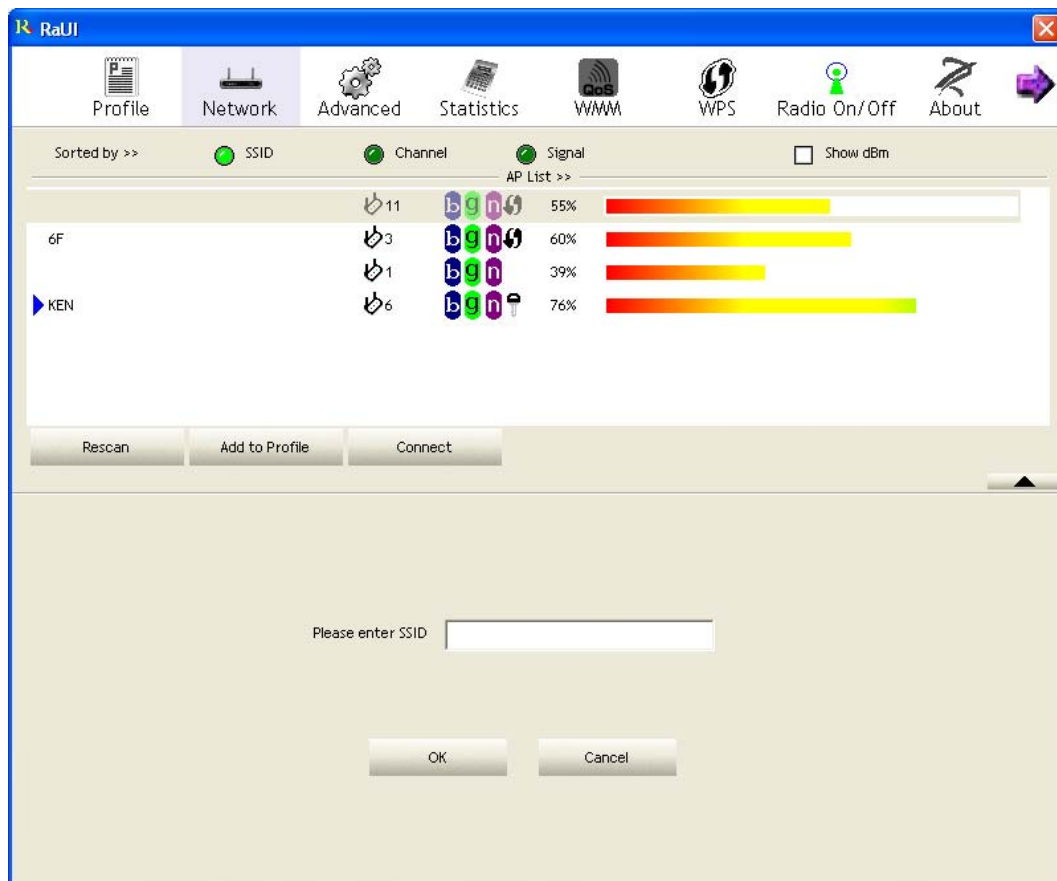 RaUI
Profile Network Advanced Statistics WMM WPS Radio On/Off About
QoS
Sorted by >> SSID Channel Signal Show dBm
AP List >>
11 b g n 55%
6F 3 b g n 60%
1 b g n 39%
KEN 6 b g n 76%
Rescan Add to Profile Connect
Please enter SSID
OK Cancel